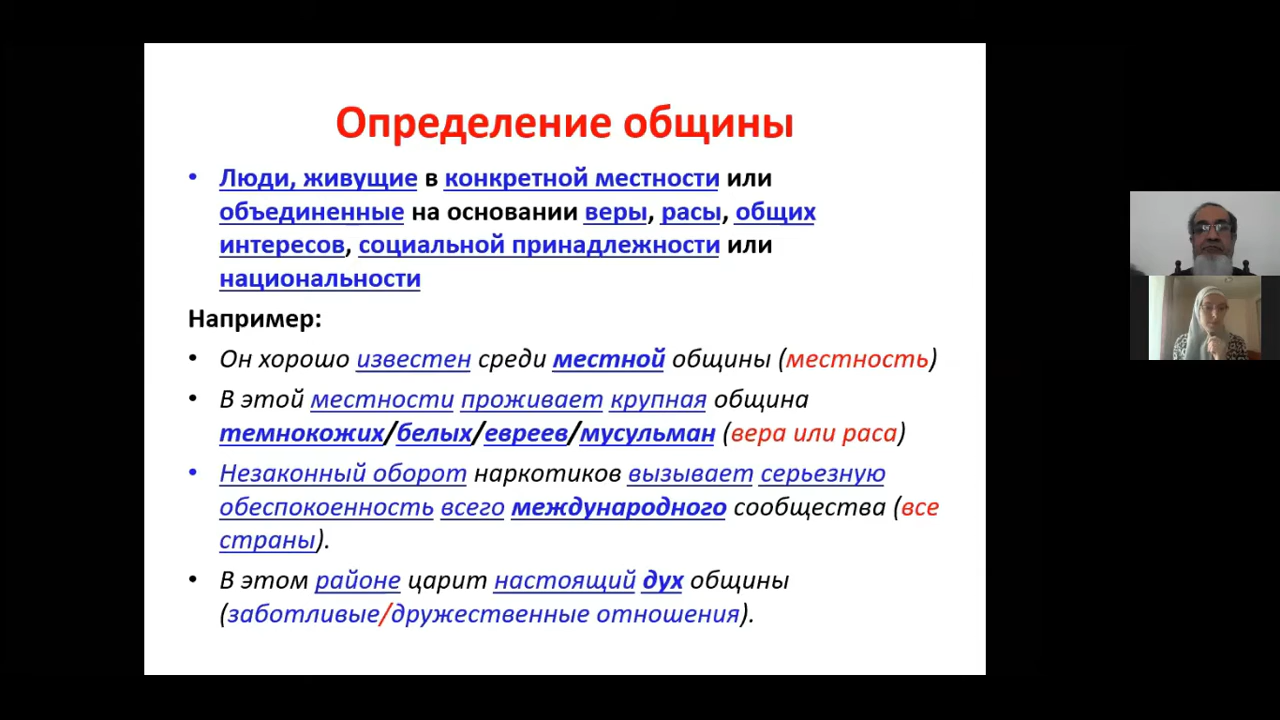 Определение общины
• Люди, живущие в конкретной местности или
объединенные на основании веры, расы, общих
интересов, социальной принадлежности или
национальности
Например:
• Он хорошо известен среди местной общины (местность)
• В этой местности проживает крупная община
темнокожих/белых/евреев/мусульман (вера или раса)
• Незаконный оборот наркотиков вызывает серьезную
обеспокоенность всего международного сообщества (все
страны).
• В этом районе царит настоящий дух общины
(заботливые/дружественные отношения).